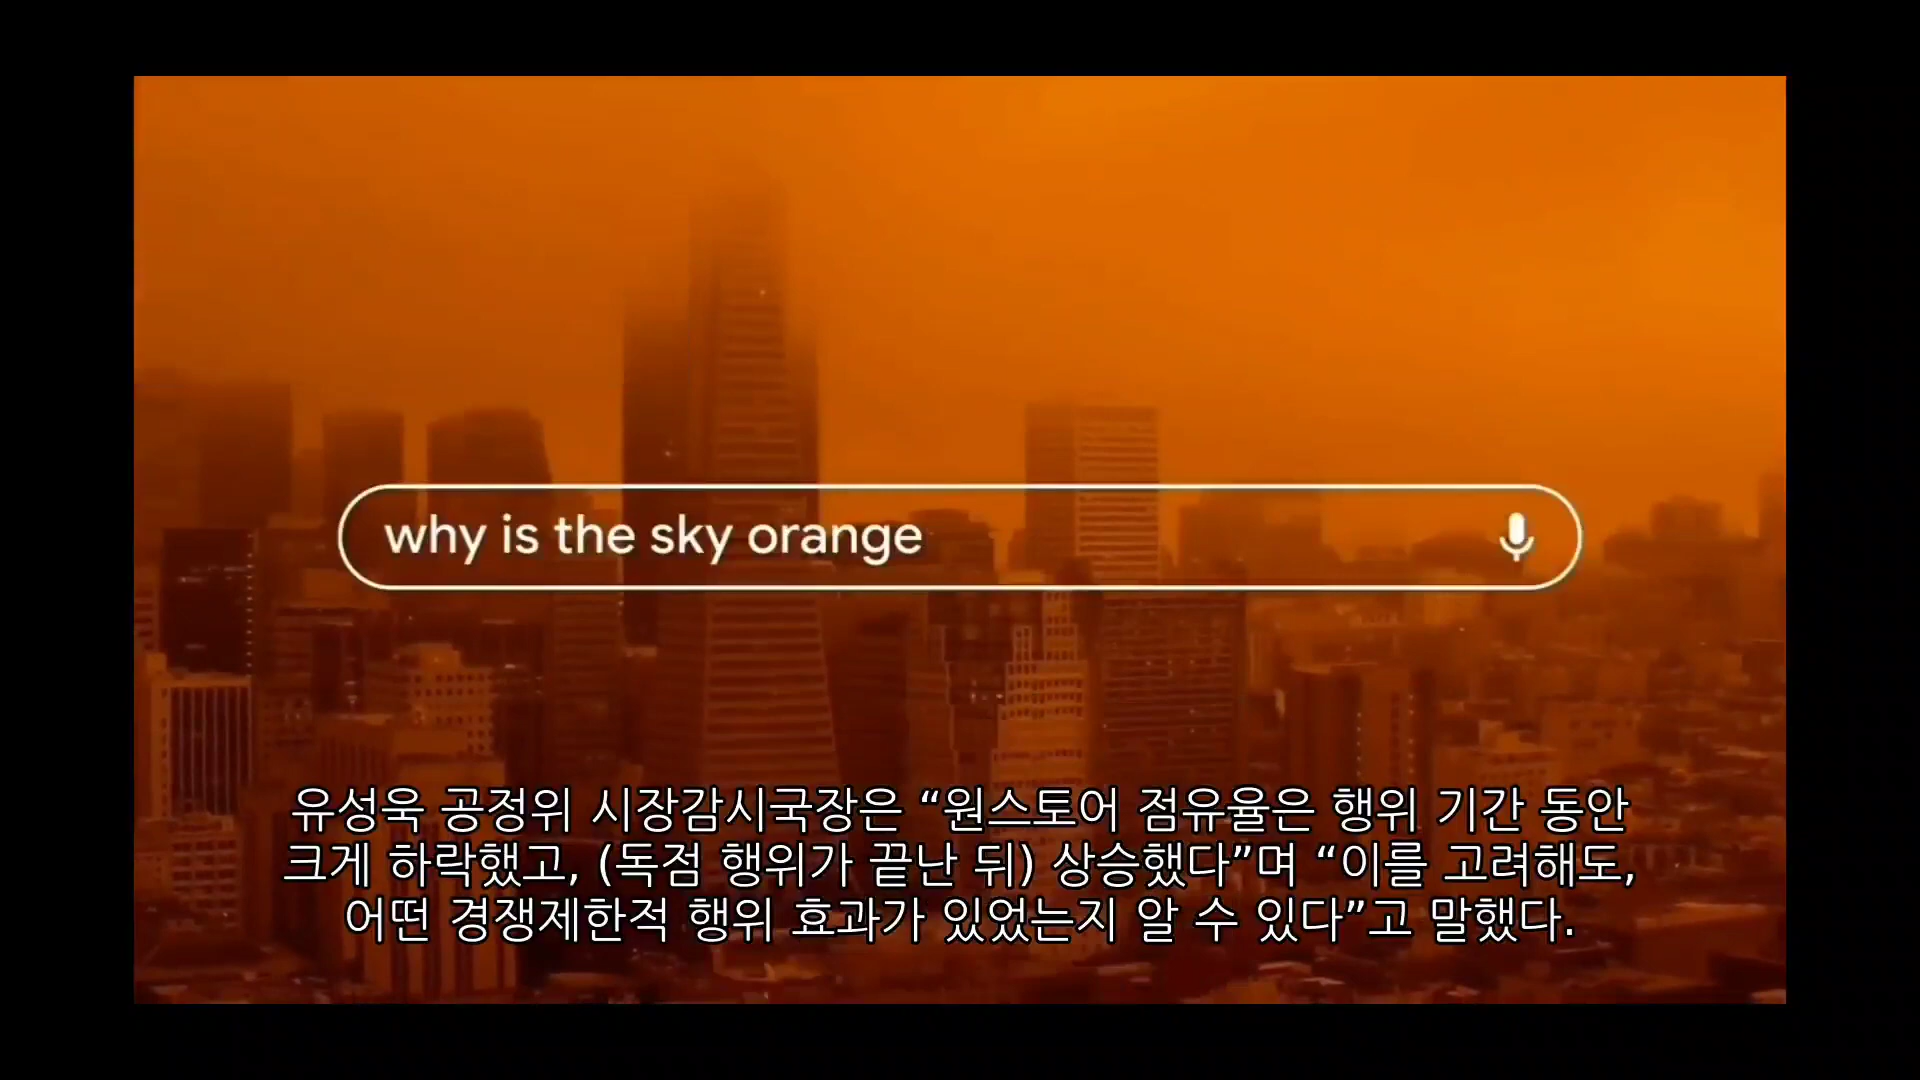 why is the sky orange
유성욱 공정위 시장감시국장은 “원스토어 점유율은 행위 기간 동안
크게 하락했고, (독점 행위가 끝난 뒤) 상승했다”며 “이를 고려해도,
어떤 경쟁제한적 행위 효과가 있었는지 알 수 있다”고 말했다.